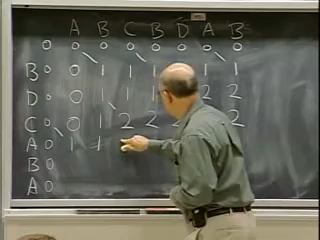 A B C B D A B
0 0 0 0 0 0 0 0
B 0 0 1 1 1 1 1
D 0 0 1 1 1 2 2
C 0 0 1 2 2 2 2
A 0 1 1
B 0
A 0